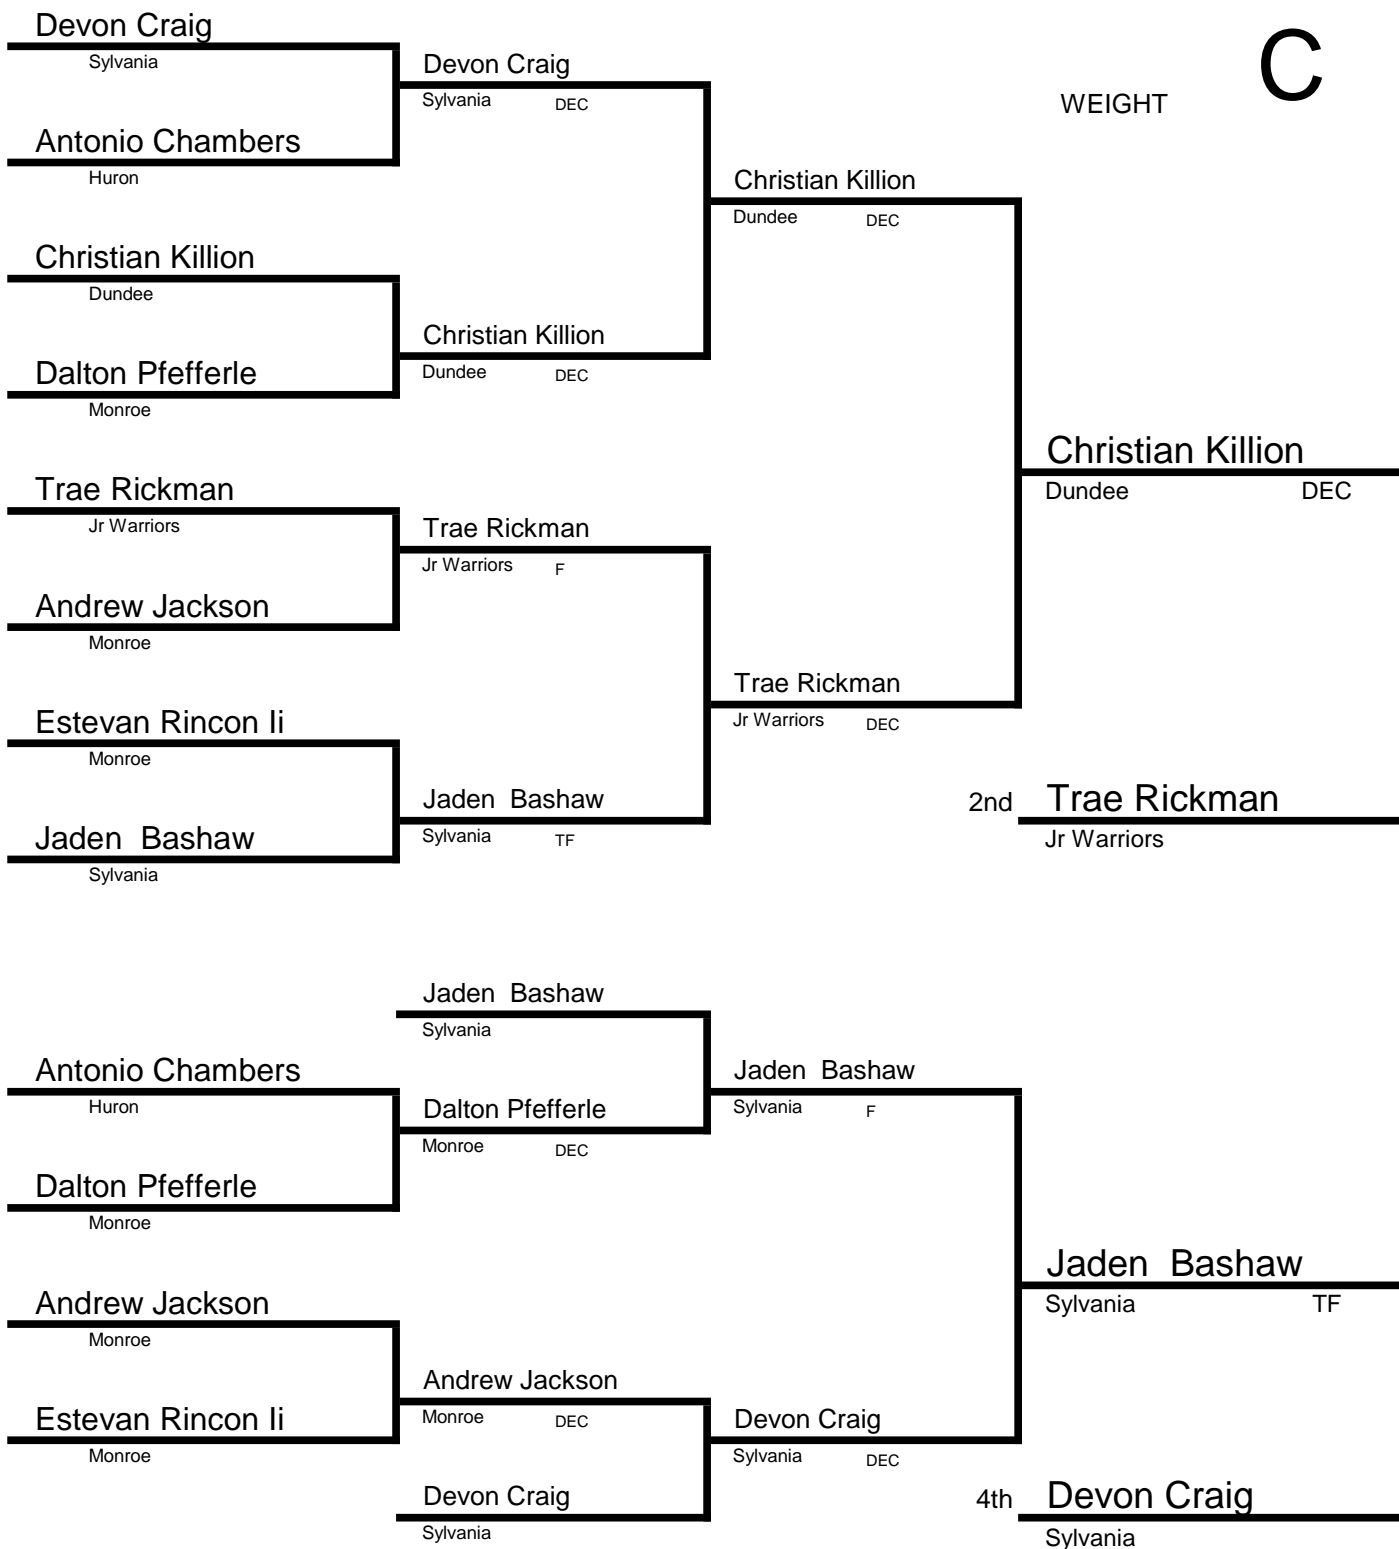 Devon Craig
Sylvania
Devon Craig
Sylvania DEC
C
WEIGHT
Antonio Chambers
Huron
Christian Killion
Dundee DEC
Christian Killion
Dundee
Christian Killion
Dundee DEC
Dalton Pfefferle
Monroe
Christian Killion
Dundee DEC
Trae Rickman
Jr Warriors
Trae Rickman
Jr Warriors F
Andrew Jackson
Monroe
Trae Rickman
Jr Warriors DEC
Estevan Rincon Ii
Monroe
Jaden Bashaw
Sylvania TF
2nd Trae Rickman
Jr Warriors
Jaden Bashaw
Sylvania
Jaden Bashaw
Sylvania
Antonio Chambers
Huron
Jaden Bashaw
Sylvania F
Dalton Pfefferle
Monroe DEC
Dalton Pfefferle
Monroe
Jaden Bashaw
Sylvania TF
Andrew Jackson
Monroe
Andrew Jackson
Monroe DEC
Estevan Rincon Ii
Monroe
Devon Craig
Sylvania DEC
Devon Craig
Sylvania
4th Devon Craig
Sylvania